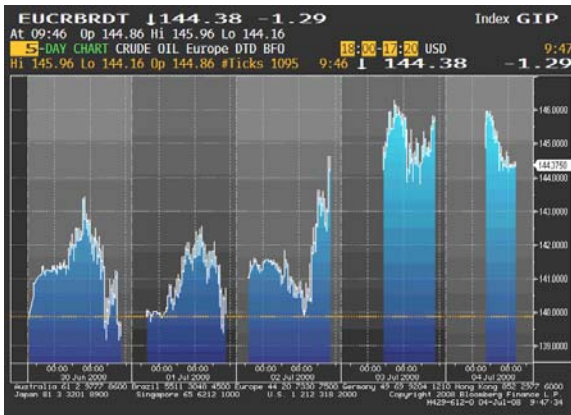 EUCRBRDT ↓144.38 -1.29 Index GIP
At 09:46 Op 144.86 Hi 145.96 Lo 144.16
5-DAY CHART CRUDE OIL Europe DTD BFO 18:00-17:20 USD 9:47
Hi 145.96 Lo 144.16 Op 144.86 #Ticks 1095 9:46 ↓ 144.38 -1.29
146.0000
145.0000
144.3750
144.0000
143.0000
142.0000
141.0000
140.0000
139.0000
00:00 08:00 00:00 08:00 00:00 08:00 00:00 08:00 00:00 08:00
30 Jun 2008 01 Jul 2008 02 Jul 2008 03 Jul 2008 04 Jul 2008
Australia 61 2 9777 8600 Brazil 5511 3048 4500 Europe 44 20 7330 7500 Germany 49 69 9204 1210 Hong Kong 852 2977 6000
Japan 81 3 3201 8900 Singapore 65 6212 1000 U.S. 1 212 318 2000 Copyright 2008 Bloomberg Finance L.P.
H429-612-0 04-Jul-08 9:47:34